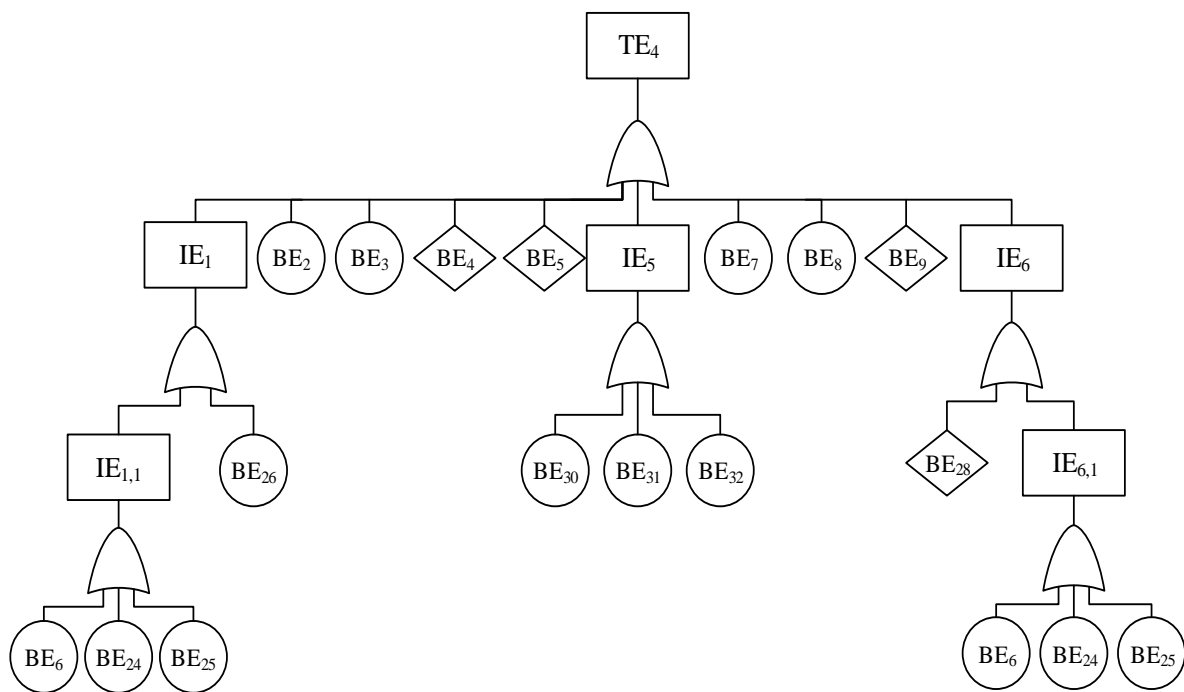 TE₄
IE₁ BE₂ BE₃ BE₄ BE₅ IE₅ BE₇ BE₈ BE₉ IE₆
IE₁,₁ BE₂₆ BE₃₀ BE₃₁ BE₃₂ BE₂₈ IE₆,₁
BE₆ BE₂₄ BE₂₅ BE₆ BE₂₄ BE₂₅